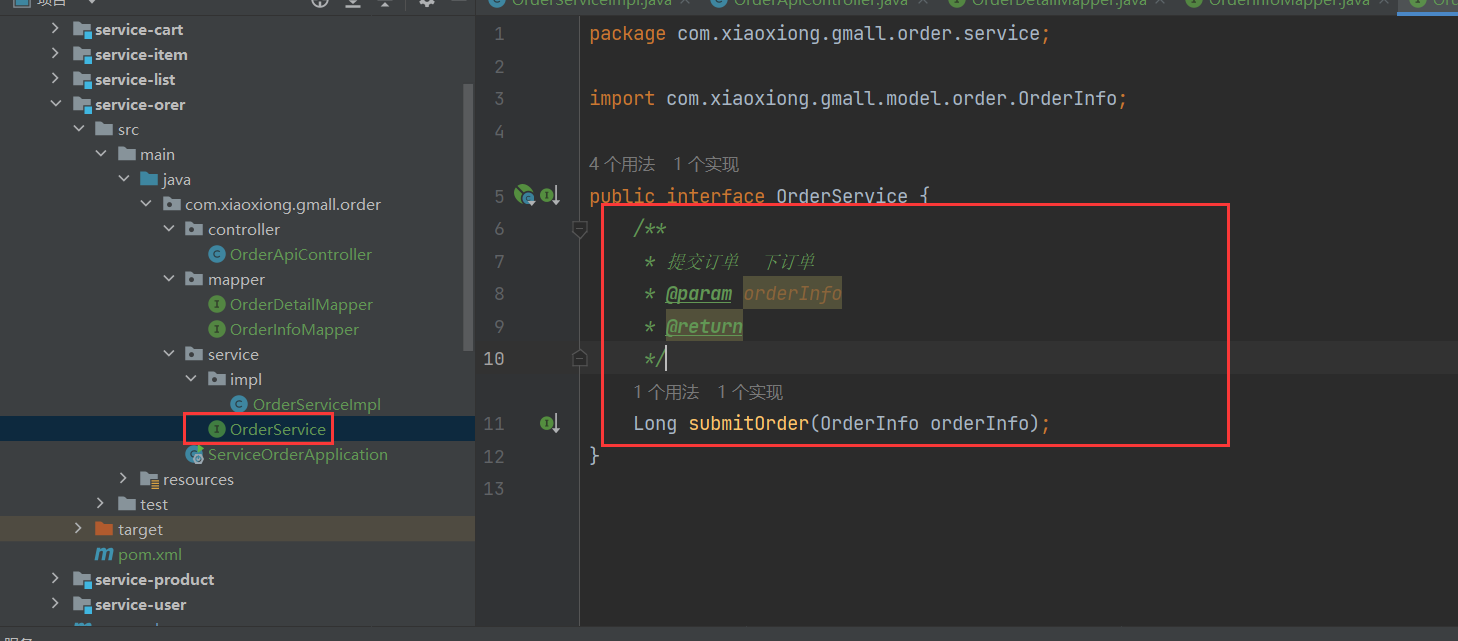 项目
service-cart
service-item
service-list
service-orer
src
main
java
com.xiaoxiong.gmall.order
controller
OrderApiController
mapper
OrderDetailMapper
OrderInfoMapper
service
impl
OrderServiceImpl
OrderService
ServiceOrderApplication
resources
test
target
pom.xml
service-product
service-user
OrderServiceImpl.java
OrderApiController.java
OrderDetailMapper.java
OrderInfoMapper.java
1 package com.xiaoxiong.gmall.order.service;
2
3 import com.xiaoxiong.gmall.model.order.OrderInfo;
4
4 个用法 1 个实现
5 public interface OrderService {
6 /**
7 * 提交订单 下订单
8 * @param orderInfo
9 * @return
10 */
1 个用法 1 个实现
11 Long submitOrder(OrderInfo orderInfo);
12 }
13